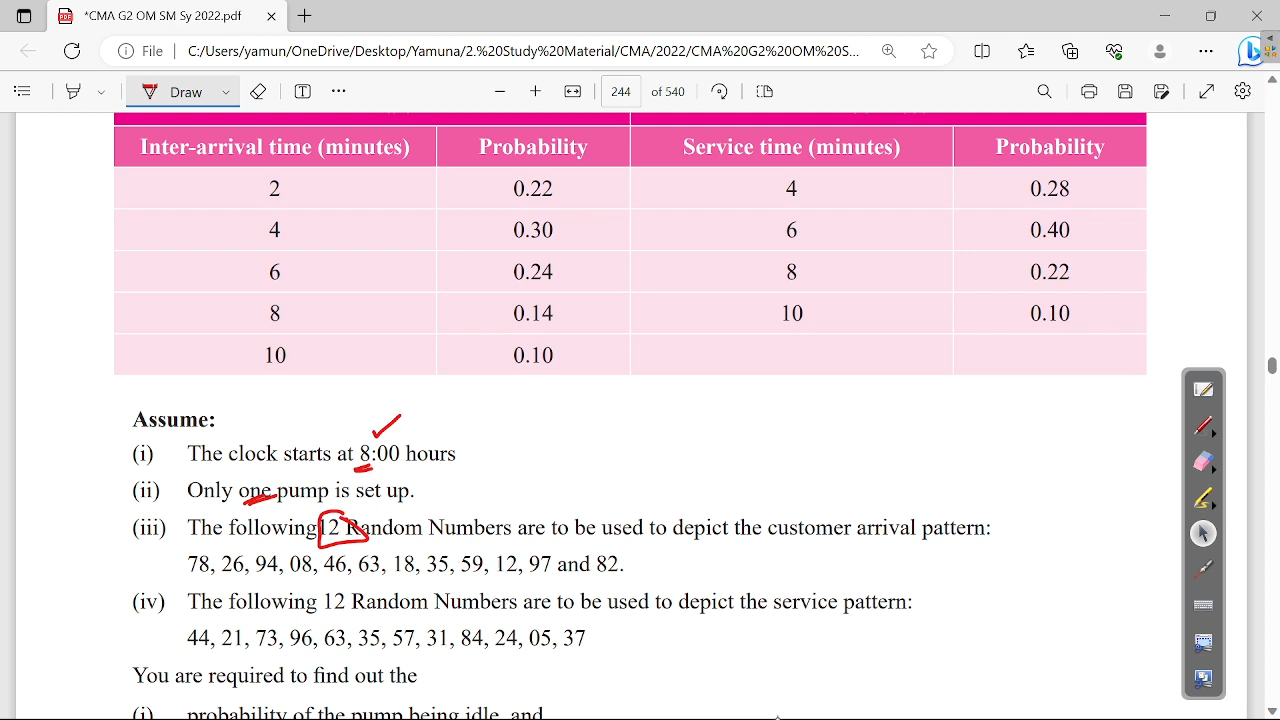 *CMA G2 OM SM Sy 2022.pdf
File C:/Users/yamun/OneDrive/Desktop/Yamuna/2.%20Study%20Material/CMA/2022/CMA%20G2%20OM%20S...
Draw 244 of 540
Inter-arrival time (minutes) Probability Service time (minutes) Probability
2 0.22 4 0.28
4 0.30 6 0.40
6 0.24 8 0.22
8 0.14 10 0.10
10 0.10
Assume:
(i) The clock starts at 8:00 hours
(ii) Only one pump is set up.
(iii) The following 12 Random Numbers are to be used to depict the customer arrival pattern:
78, 26, 94, 08, 46, 63, 18, 35, 59, 12, 97 and 82.
(iv) The following 12 Random Numbers are to be used to depict the service pattern:
44, 21, 73, 96, 63, 35, 57, 31, 84, 24, 05, 37
You are required to find out the
(i) probability of the pump being idle, and